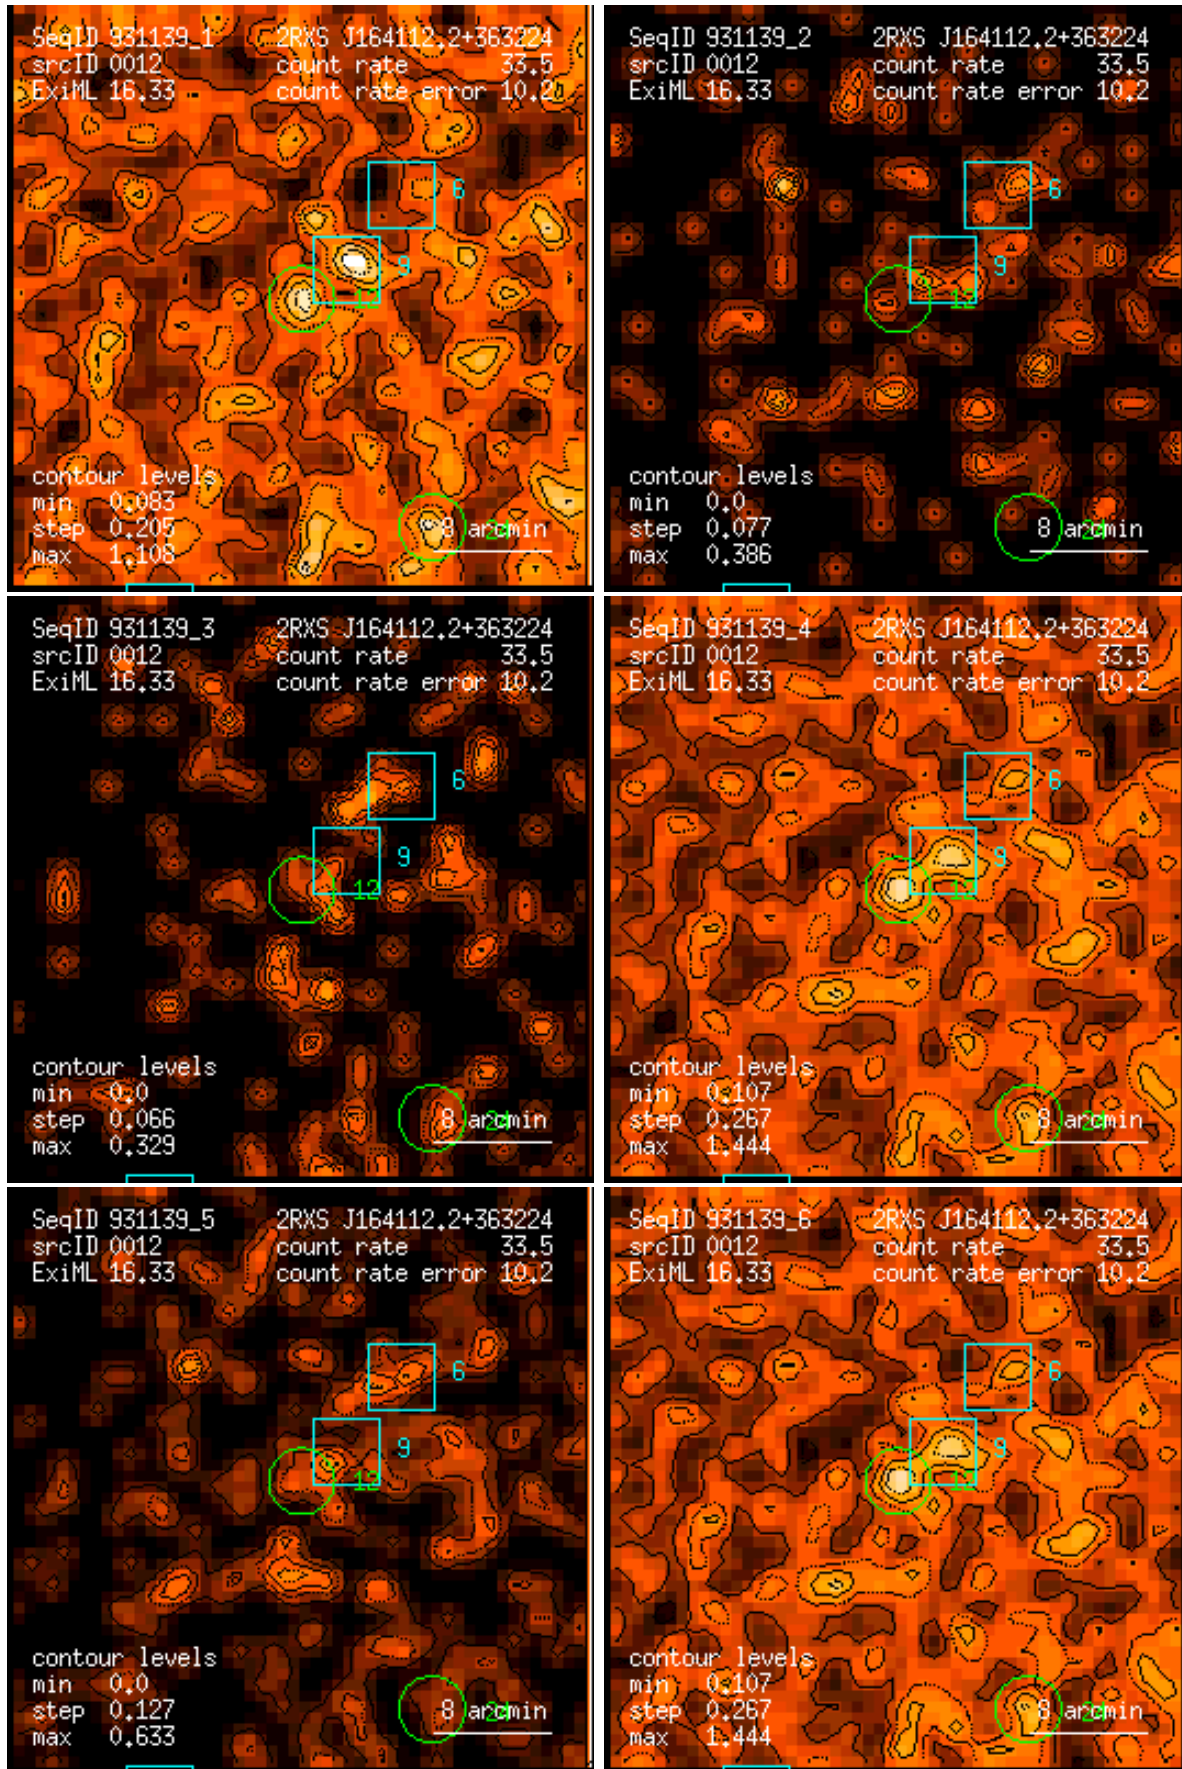 SeqID 931139_1 2RXS J164112.2+363224
srcID 0012 count rate 33.5
ExiML 16.33 count rate error 10.2
6
9
12
contour levels
min 0.083
step 0.205 8 arcmin
max 1.108
SeqID 931139_2 2RXS J164112.2+363224
srcID 0012 count rate 33.5
ExiML 16.33 count rate error 10.2
6
9
12
contour levels
min 0.0
step 0.077 8 arcmin
max 0.386
SeqID 931139_3 2RXS J164112.2+363224
srcID 0012 count rate 33.5
ExiML 16.33 count rate error 10.2
6
9
12
contour levels
min 0.0
step 0.066 8 arcmin
max 0.329
SeqID 931139_4 2RXS J164112.2+363224
srcID 0012 count rate 33.5
ExiML 16.33 count rate error 10.2
6
9
12
contour levels
min 0.107
step 0.267 8 arcmin
max 1.444
SeqID 931139_5 2RXS J164112.2+363224
srcID 0012 count rate 33.5
ExiML 16.33 count rate error 10.2
6
9
12
contour levels
min 0.0
step 0.127 8 arcmin
max 0.633
SeqID 931139_6 2RXS J164112.2+363224
srcID 0012 count rate 33.5
ExiML 16.33 count rate error 10.2
6
9
12
contour levels
min 0.107
step 0.267 8 arcmin
max 1.444